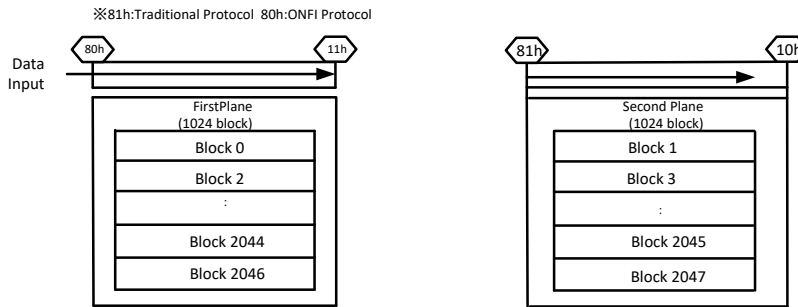 ※81h:Traditional Protocol 80h:ONFI Protocol
80h
11h
81h
10h
Data
Input
FirstPlane
(1024 block)
Block 0
Block 2
:
Block 2044
Block 2046
Second Plane
(1024 block)
Block 1
Block 3
:
Block 2045
Block 2047